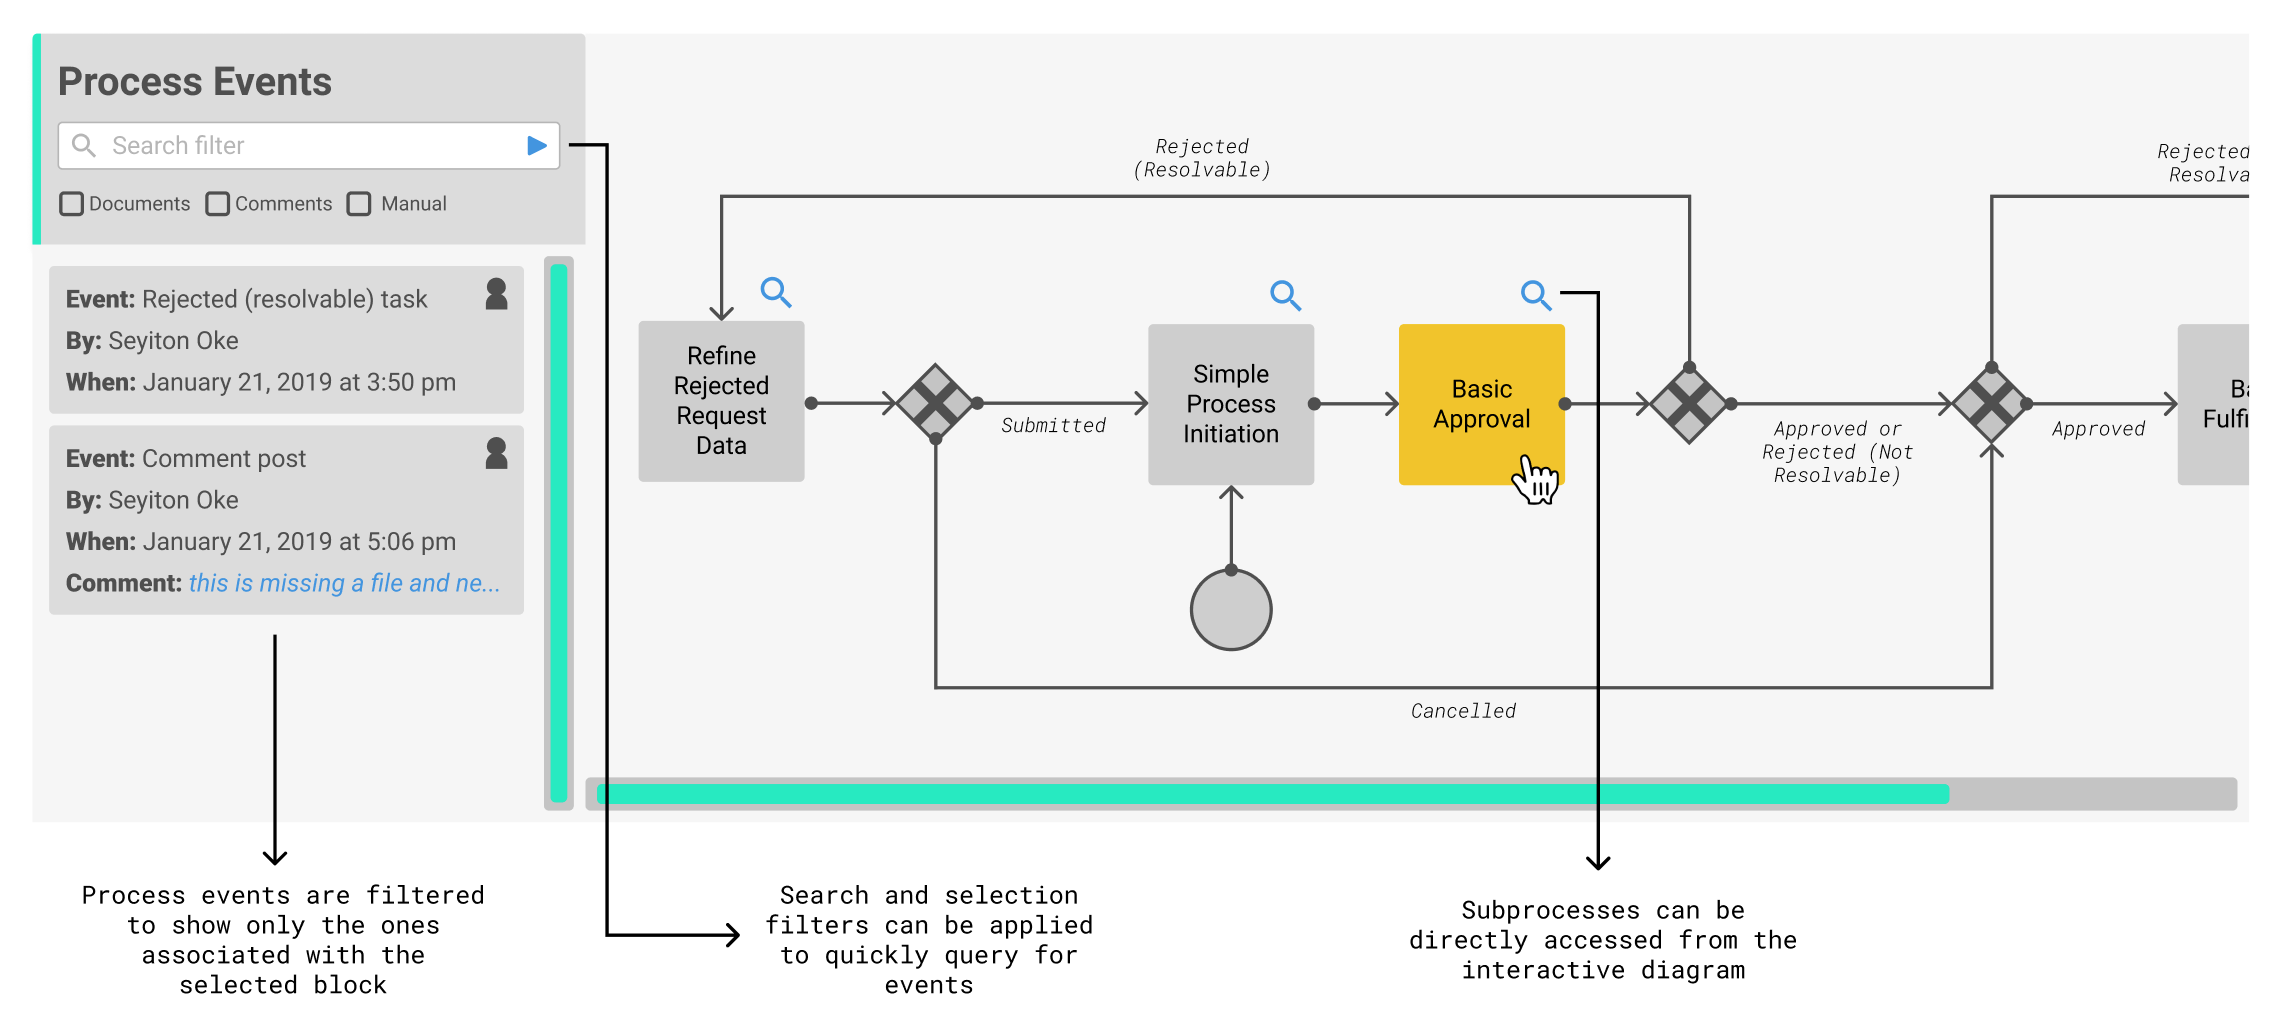 Process Events
Search filter
Documents Comments Manual
Event: Rejected (resolvable) task
By: Seyiton Oke
When: January 21, 2019 at 3:50 pm
Event: Comment post
By: Seyiton Oke
When: January 21, 2019 at 5:06 pm
Comment: this is missing a file and ne...
Rejected
(Resolvable)
Rejected
Resolva
Refine
Rejected
Request
Data
Submitted
Simple
Process
Initiation
Basic
Approval
Approved or
Rejected (Not
Resolvable)
Approved
Ba
Fulfi
Cancelled
Process events are filtered
to show only the ones
associated with the
selected block
Search and selection
filters can be applied
to quickly query for
events
Subprocesses can be
directly accessed from the
interactive diagram